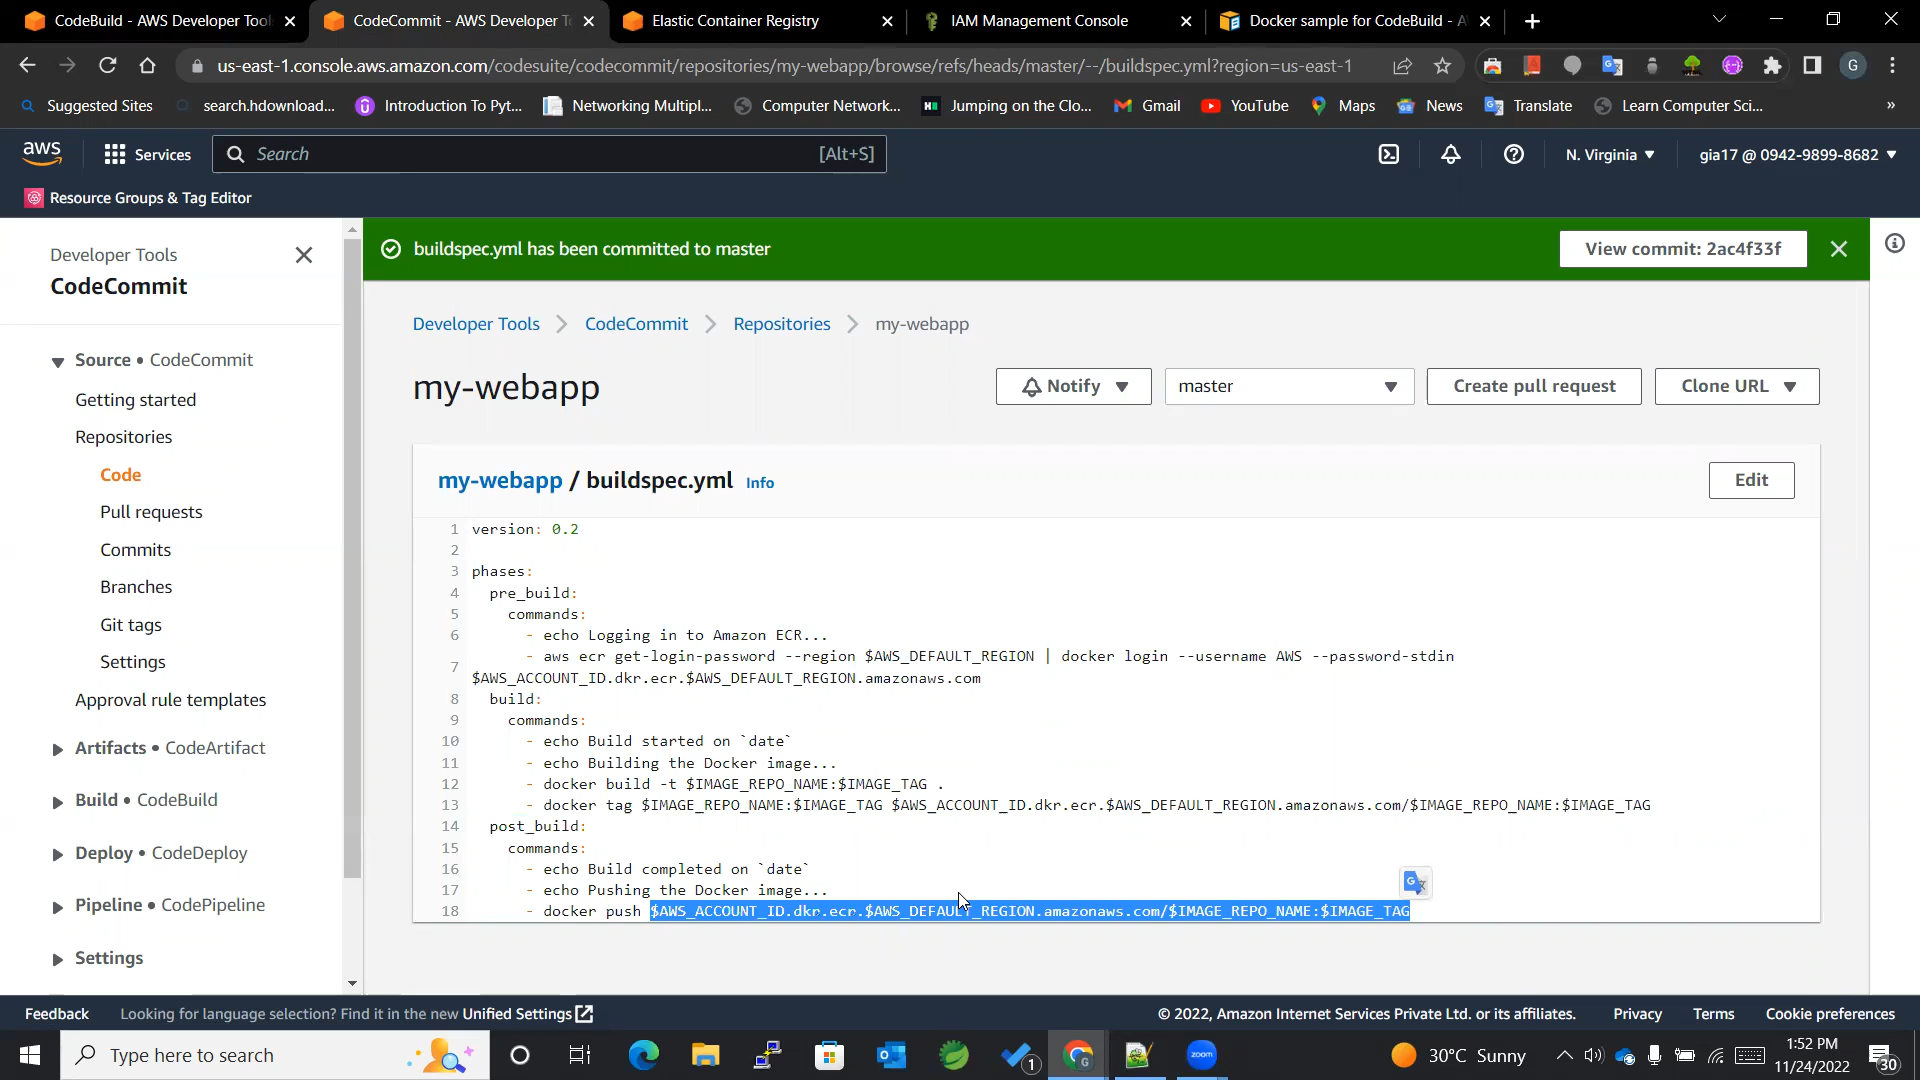 CodeBuild - AWS Developer Tool
CodeCommit - AWS Developer T
Elastic Container Registry
IAM Management Console
Docker sample for CodeBuild - A
us-east-1.console.aws.amazon.com/codesuite/codecommit/repositories/my-webapp/browse/refs/heads/master/--/buildspec.yml?region=us-east-1
G
Suggested Sites
search.hdownload...
Introduction To Pyt...
Networking Multipl...
Computer Network...
Jumping on the Clo...
Gmail
YouTube
Maps
News
Translate
Learn Computer Sci...
»
aws
Services
Search
[Alt+S]
N. Virginia
gia17 @ 0942-9899-8682
Resource Groups & Tag Editor
Developer Tools
CodeCommit
Source • CodeCommit
Getting started
Repositories
Code
Pull requests
Commits
Branches
Git tags
Settings
Approval rule templates
Artifacts • CodeArtifact
Build • CodeBuild
Deploy • CodeDeploy
Pipeline • CodePipeline
Settings
buildspec.yml has been committed to master
View commit: 2ac4f33f
Developer Tools
CodeCommit
Repositories
my-webapp
my-webapp
Notify
master
Create pull request
Clone URL
my-webapp / buildspec.yml Info
Edit
1 version: 0.2
2
3 phases:
4 pre_build:
5 commands:
6 - echo Logging in to Amazon ECR...
7 - aws ecr get-login-password --region $AWS_DEFAULT_REGION | docker login --username AWS --password-stdin
$AWS_ACCOUNT_ID.dkr.ecr.$AWS_DEFAULT_REGION.amazonaws.com
8 build:
9 commands:
10 - echo Build started on `date`
11 - echo Building the Docker image...
12 - docker build -t $IMAGE_REPO_NAME:$IMAGE_TAG .
13 - docker tag $IMAGE_REPO_NAME:$IMAGE_TAG $AWS_ACCOUNT_ID.dkr.ecr.$AWS_DEFAULT_REGION.amazonaws.com/$IMAGE_REPO_NAME:$IMAGE_TAG
14 post_build:
15 commands:
16 - echo Build completed on `date`
17 - echo Pushing the Docker image...
18 - docker push $AWS_ACCOUNT_ID.dkr.ecr.$AWS_DEFAULT_REGION.amazonaws.com/$IMAGE_REPO_NAME:$IMAGE_TAG
Feedback
Looking for language selection? Find it in the new Unified Settings
© 2022, Amazon Internet Services Private Ltd. or its affiliates.
Privacy
Terms
Cookie preferences
Type here to search
1
zoom
30°C Sunny
1:52 PM
11/24/2022
30